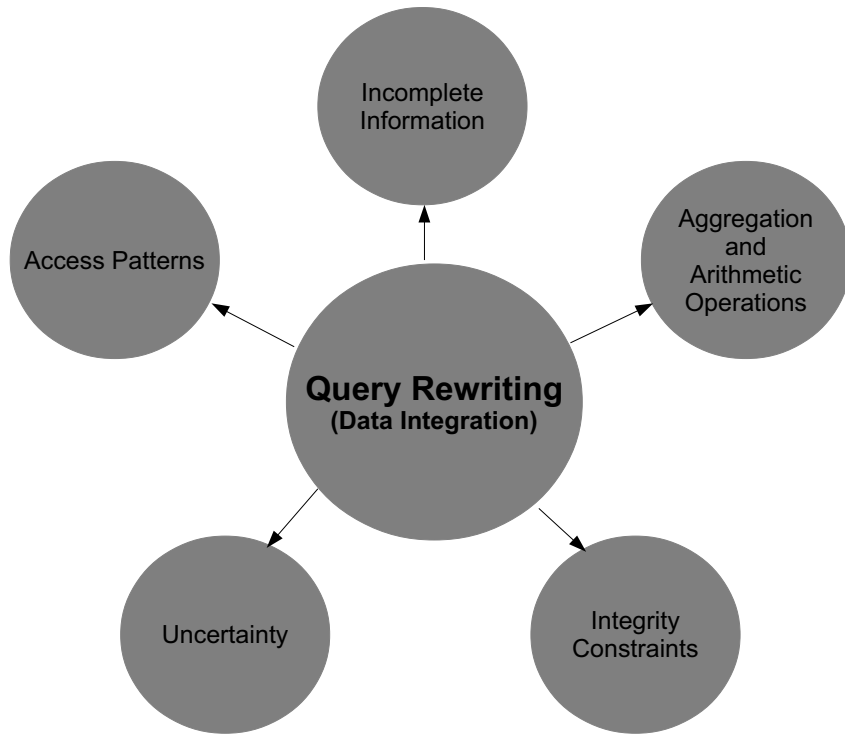 Incomplete
Information
Access Patterns
Aggregation
and
Arithmetic
Operations
Query Rewriting
(Data Integration)
Uncertainty
Integrity
Constraints